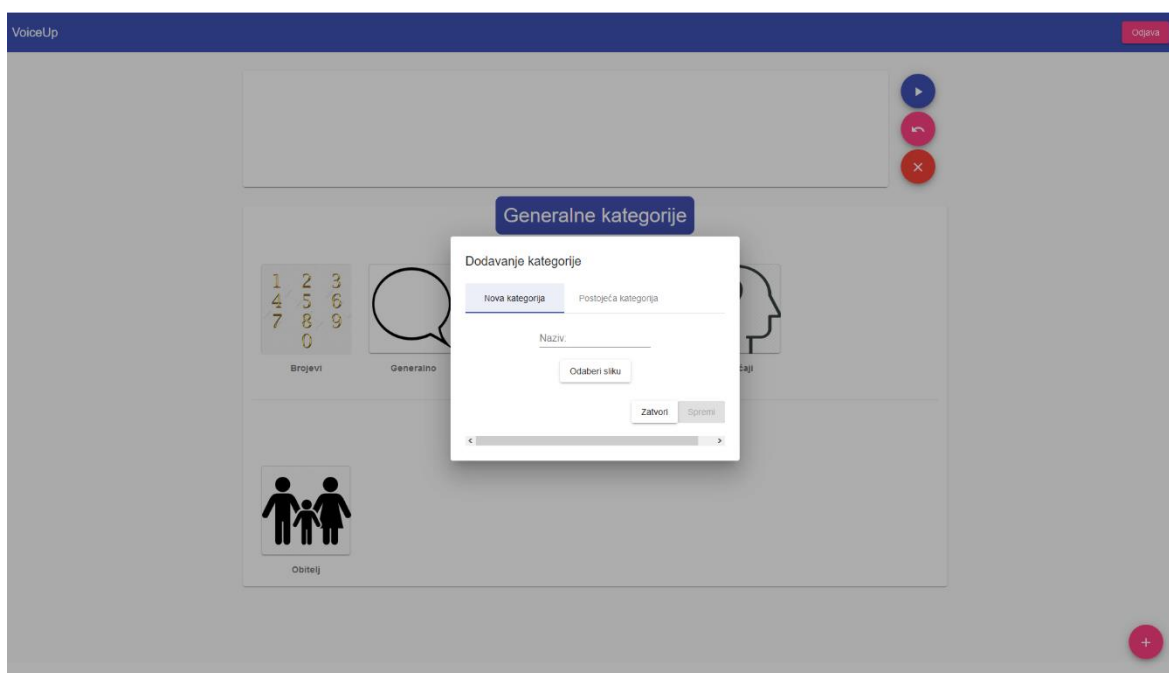 VoiceUp
Odjava
Generalne kategorije
Dodavanje kategorije
Nova kategorija
Postojeća kategorija
Naziv:
Odaberi sliku
Zatvori
Spremi
1 2 3
4 5 6
7 8 9
0
Brojevi
Generalno
čaji
Obitelj